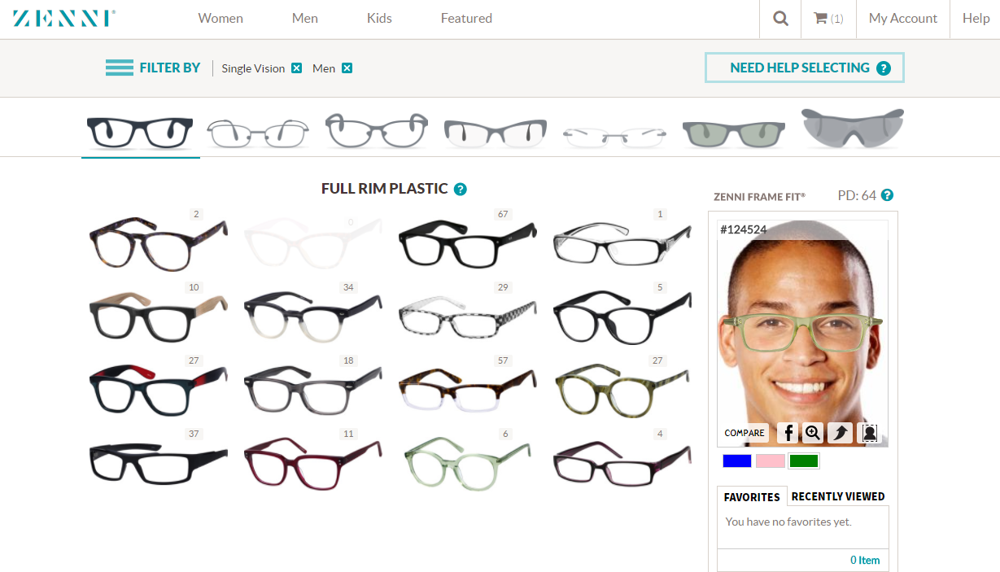 ZENNI®
Women Men Kids Featured
(1) My Account Help
FILTER BY Single Vision Men
NEED HELP SELECTING ?
FULL RIM PLASTIC ?
ZENNI FRAME FIT® PD: 64 ?
2 0 67 1
10 34 29 5
27 18 57 27
37 11 6 4
#124524
COMPARE f
FAVORITES RECENTLY VIEWED
You have no favorites yet.
0 Item